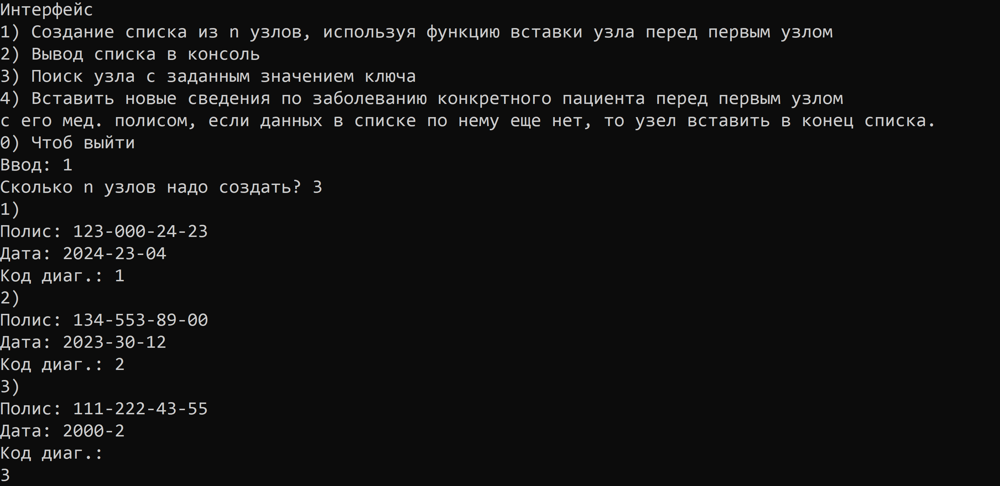 Интерфейс
1) Создание списка из n узлов, используя функцию вставки узла перед первым узлом
2) Вывод списка в консоль
3) Поиск узла с заданным значением ключа
4) Вставить новые сведения по заболеванию конкретного пациента перед первым узлом
с его мед. полисом, если данных в списке по нему еще нет, то узел вставить в конец списка.
0) Чтоб выйти
Ввод: 1
Сколько n узлов надо создать? 3
1)
Полис: 123-000-24-23
Дата: 2024-23-04
Код диаг.: 1
2)
Полис: 134-553-89-00
Дата: 2023-30-12
Код диаг.: 2
3)
Полис: 111-222-43-55
Дата: 2000-2
Код диаг.:
3